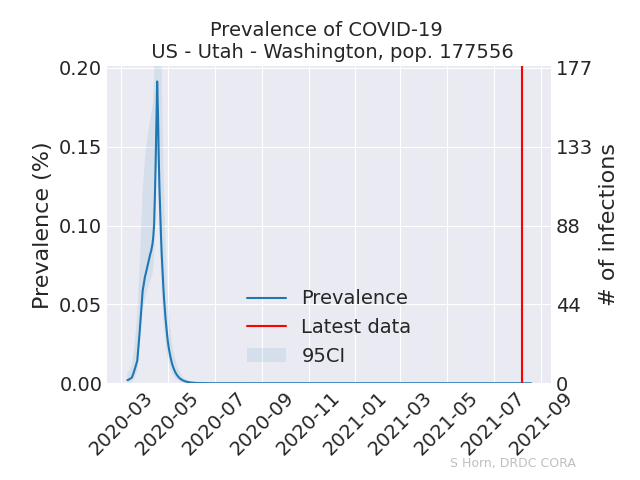 Prevalence of COVID-19
US - Utah - Washington, pop. 177556
Prevalence (%)
0.20
0.15
0.10
0.05
0.00
177
133
88
44
0
# of infections
Prevalence
Latest data
95CI
2020-03
2020-05
2020-07
2020-09
2020-11
2021-01
2021-03
2021-05
2021-07
2021-09
S Horn, DRDC CORA